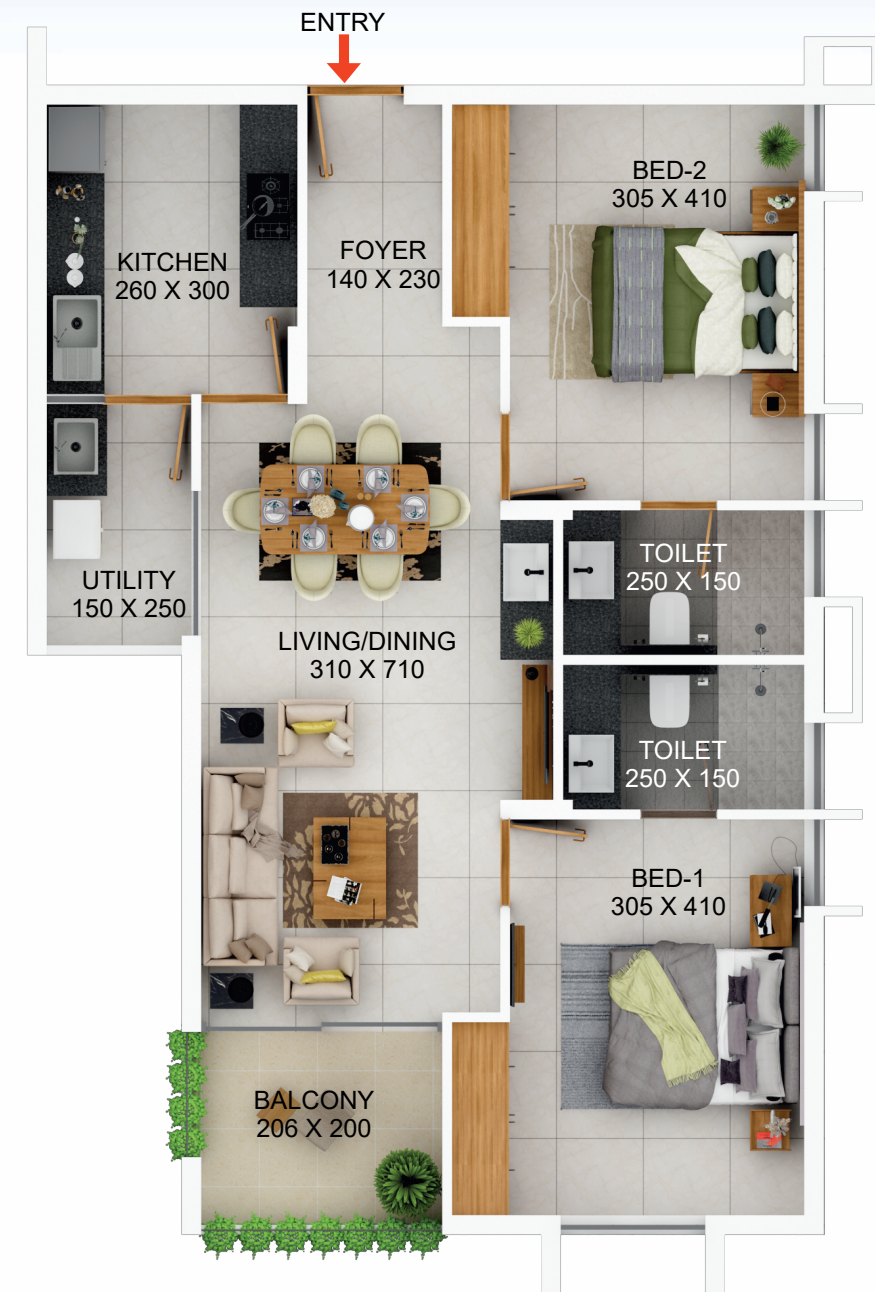 ENTRY
BED-2
305 X 410
FOYER
140 X 230
KITCHEN
260 X 300
TOILET
250 X 150
UTILITY
150 X 250
LIVING/DINING
310 X 710
TOILET
250 X 150
BED-1
305 X 410
BALCONY
206 X 200